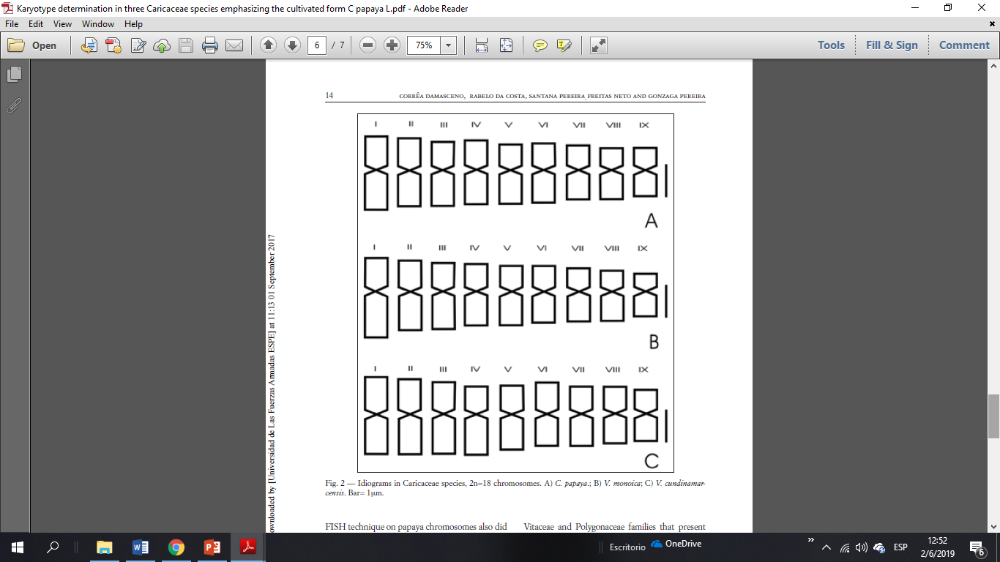 Karyotype determination in three Caricaceae species emphasizing the cultivated form C papaya L.pdf - Adobe Reader
File Edit View Window Help
Open 6 / 7 75% Tools Fill & Sign Comment
14 CORRÊA DAMASCENO, RABELO DA COSTA, SANTANA PEREIRA, FREITAS NETO AND GONZAGA PEREIRA
I II III IV V VI VII VIII IX
A
I II III IV V VI VII VIII IX
B
I II III IV V VI VII VIII IX
C
Fig. 2 — Idiograms in Caricaceae species, 2n=18 chromosomes. A) C. papaya.; B) V. monoica; C) V. cundinamar-
censis. Bar= 1μm.
FISH technique on papaya chromosomes also did
Vitaceae and Polygonaceae families that present
ownloaded by [Universidad de Las Fuerzas Armadas ESPE] at 11:13 01 September 2017
Escritorio OneDrive ESP 12:52
2/6/2019 6